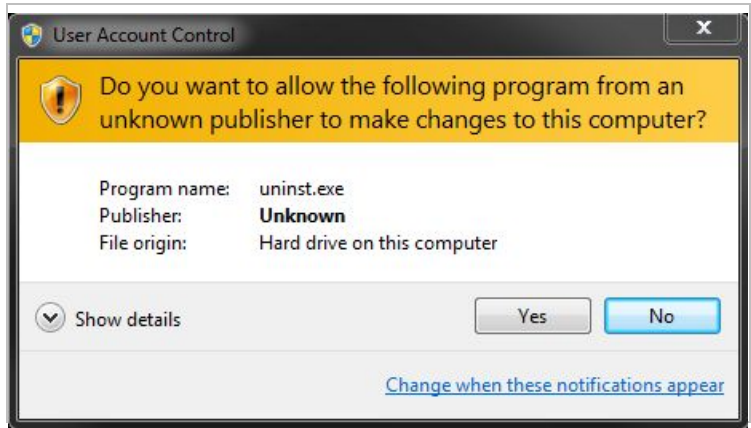 User Account Control
x
Do you want to allow the following program from an
unknown publisher to make changes to this computer?
Program name: uninst.exe
Publisher: Unknown
File origin: Hard drive on this computer
Show details
Yes
No
Change when these notifications appear